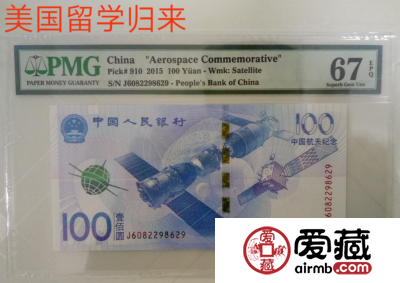 美国留学归来
PMG
PAPER MONEY GUARANTY
China "Aerospace Commemorative"
Pick# 910 2015 100 Yüan - Wmk: Satellite
S/N J6082298629 - People's Bank of China
67 EPQ
Superb Gem Unc
中国人民银行
100
中国航天纪念
J6082298629
100 壹佰圆
J6082298629
爱藏
airmb.com